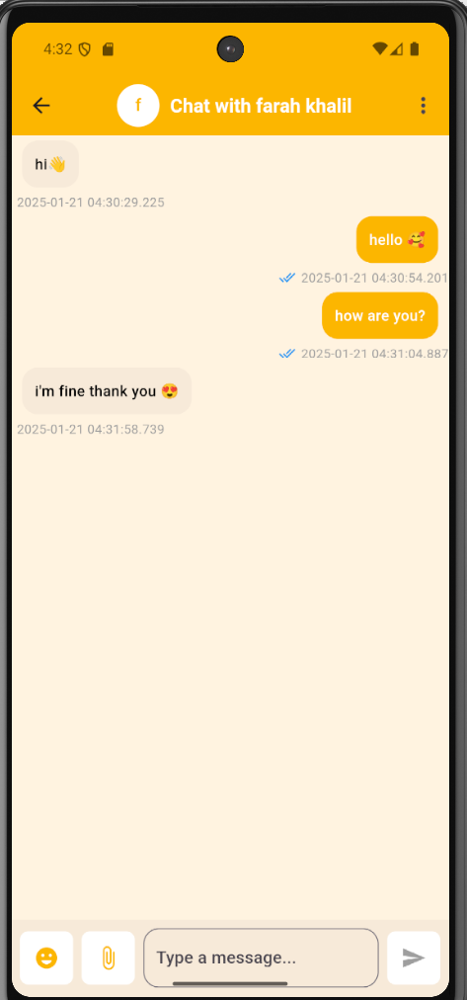 4:32
f Chat with farah khalil
hi👋
2025-01-21 04:30:29.225
hello 🥰
2025-01-21 04:30:54.201
how are you?
2025-01-21 04:31:04.887
i'm fine thank you 😍
2025-01-21 04:31:58.739
Type a message...